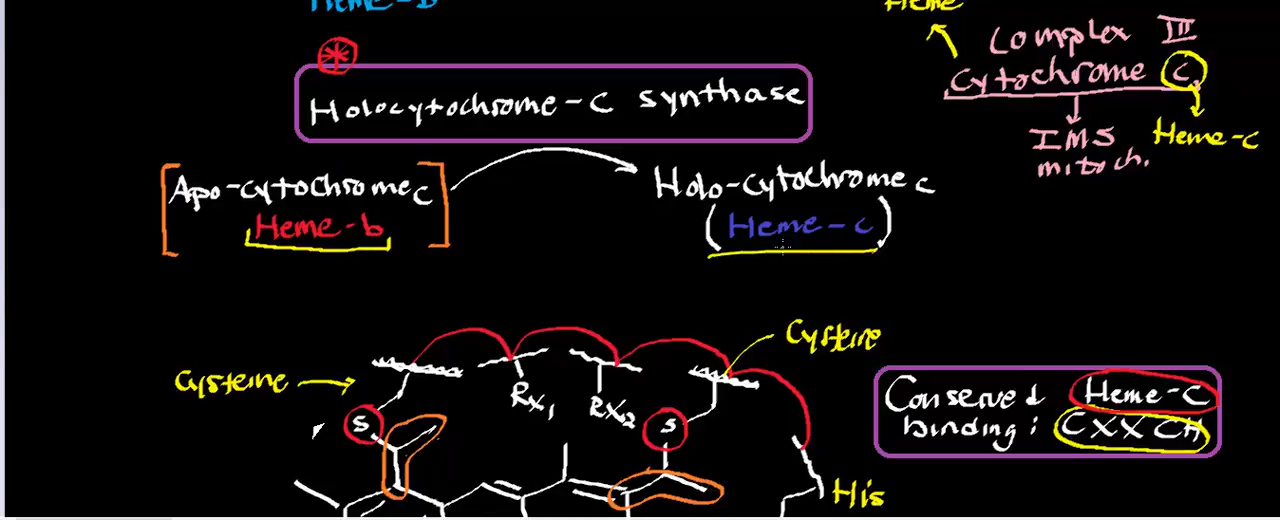 Heme-B
Heme
Complex III
Cytochrome C
IMS
mitoch.
Heme-c
Holocytochrome-c synthase
Apo-cytochrome c
Heme-b
Holo-cytochrome c
(Heme-c)
Cysteine
Cysteine
S
RX1
RX2
S
His
Conserved Heme-C
binding: CXXCH